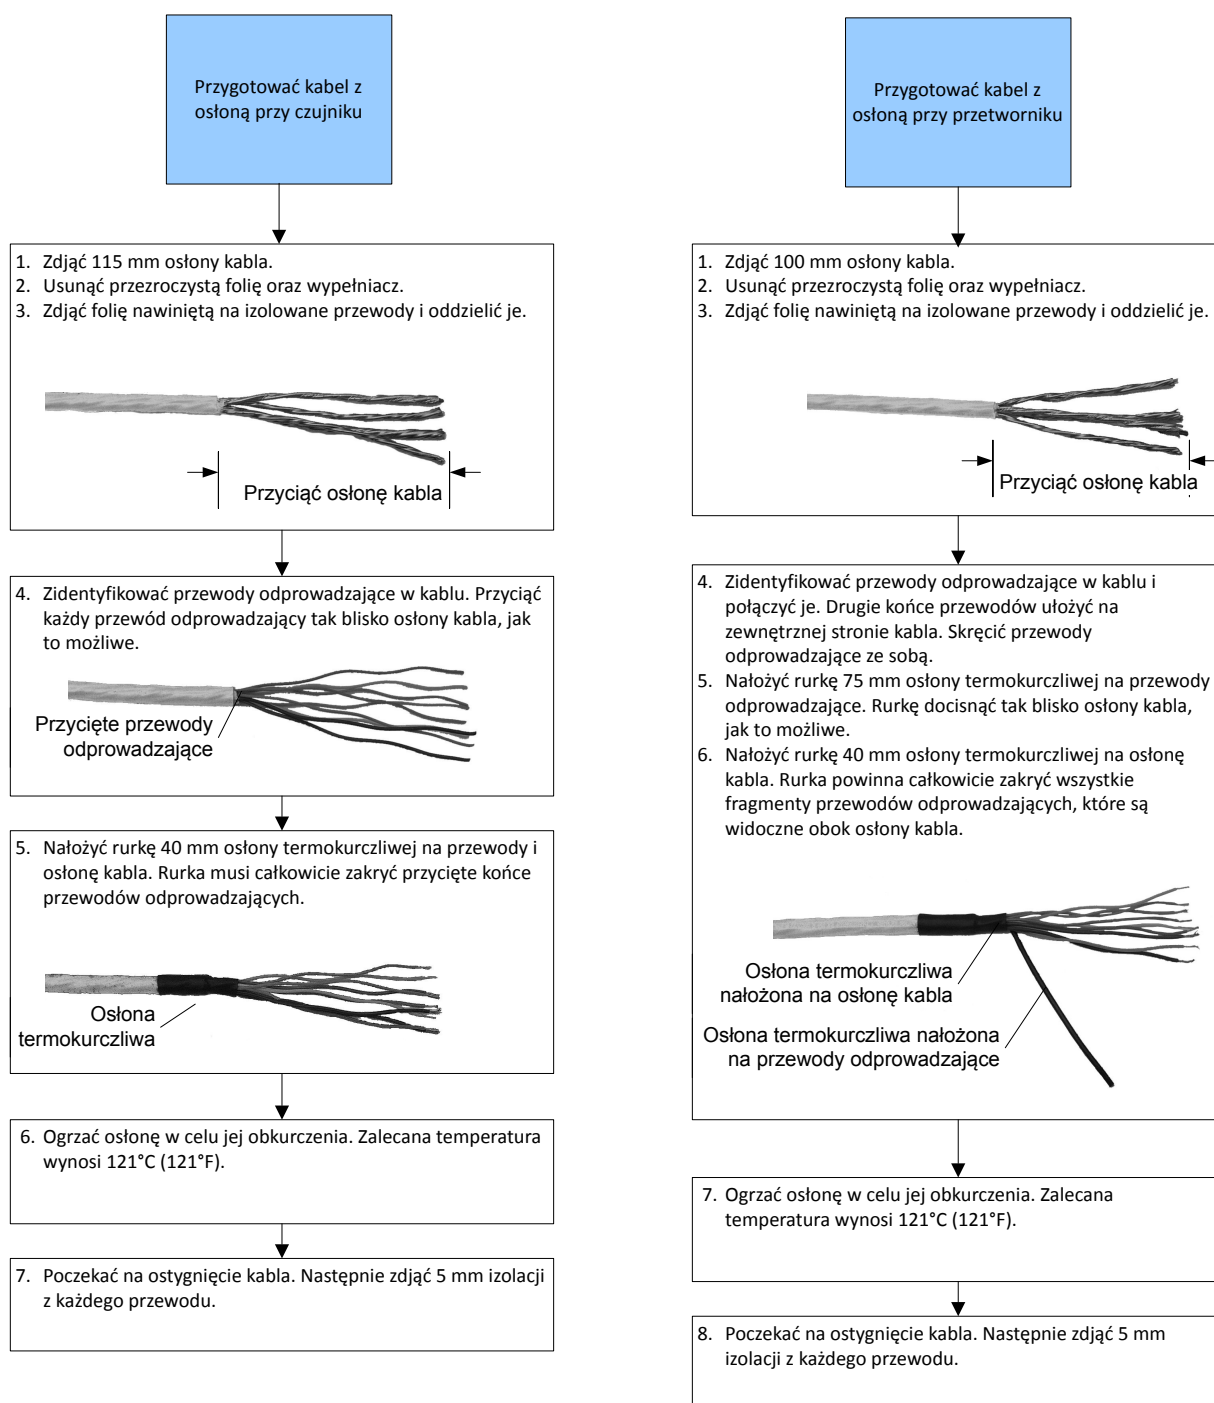 Przygotować kabel z
osłoną przy czujniku
1. Zdjąć 115 mm osłony kabla.
2. Usunąć przezroczystą folię oraz wypełniacz.
3. Zdjąć folię nawiniętą na izolowane przewody i oddzielić je.
Przyciąć osłonę kabla
4. Zidentyfikować przewody odprowadzające w kablu. Przyciąć
każdy przewód odprowadzający tak blisko osłony kabla, jak
to możliwe.
Przycięte przewody
odprowadzające
5. Nałożyć rurkę 40 mm osłony termokurczliwej na przewody i
osłonę kabla. Rurka musi całkowicie zakryć przycięte końce
przewodów odprowadzających.
Osłona
termokurczliwa
6. Ogrzać osłonę w celu jej obkurczenia. Zalecana temperatura
wynosi 121°C (121°F).
7. Poczekać na ostygnięcie kabla. Następnie zdjąć 5 mm izolacji
z każdego przewodu.
Przygotować kabel z
osłoną przy przetworniku
1. Zdjąć 100 mm osłony kabla.
2. Usunąć przezroczystą folię oraz wypełniacz.
3. Zdjąć folię nawiniętą na izolowane przewody i oddzielić je.
Przyciąć osłonę kabla
4. Zidentyfikować przewody odprowadzające w kablu i
połączyć je. Drugie końce przewodów ułożyć na
zewnętrznej stronie kabla. Skręcić przewody
odprowadzające ze sobą.
5. Nałożyć rurkę 75 mm osłony termokurczliwej na przewody
odprowadzające. Rurkę docisnąć tak blisko osłony kabla,
jak to możliwe.
6. Nałożyć rurkę 40 mm osłony termokurczliwej na osłonę
kabla. Rurka powinna całkowicie zakryć wszystkie
fragmenty przewodów odprowadzających, które są
widoczne obok osłony kabla.
Osłona termokurczliwa
nałożona na osłonę kabla
Osłona termokurczliwa nałożona
na przewody odprowadzające
7. Ogrzać osłonę w celu jej obkurczenia. Zalecana
temperatura wynosi 121°C (121°F).
8. Poczekać na ostygnięcie kabla. Następnie zdjąć 5 mm
izolacji z każdego przewodu.